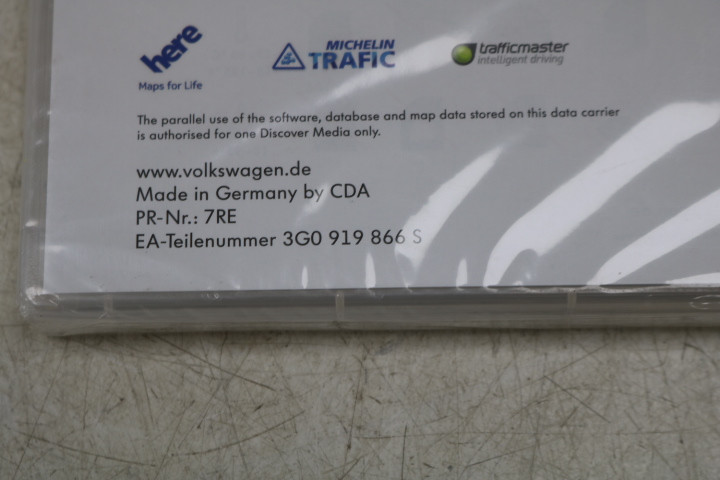 here
Maps for Life
MICHELIN
TRAFIC
trafficmaster
intelligent driving
The parallel use of the software, database and map data stored on this data carrier
is authorised for one Discover Media only.
www.volkswagen.de
Made in Germany by CDA
PR-Nr.: 7RE
EA-Teilenummer 3G0 919 866 S